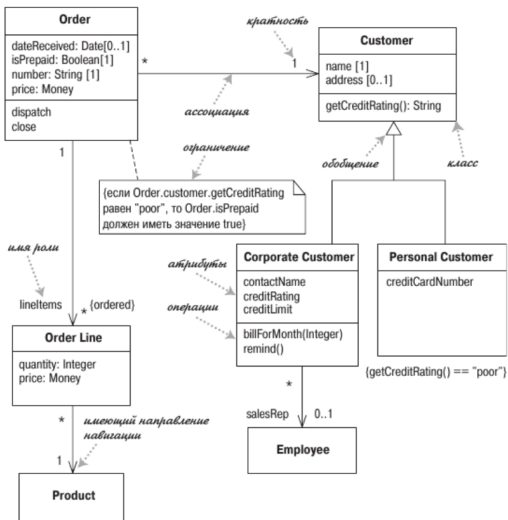 Order
dateReceived: Date[0..1]
isPrepaid: Boolean[1]
number: String [1]
price: Money
dispatch
close
кратность
*
1
ассоциация
Customer
name [1]
address [0..1]
getCreditRating(): String
ограничение
обобщение
класс
1
{если Order.customer.getCreditRating
равен "poor", то Order.isPrepaid
должен иметь значение true}
имя роли
атрибуты
операции
Corporate Customer
contactName
creditRating
creditLimit
billForMonth(Integer)
remind()
Personal Customer
creditCardNumber
{getCreditRating() == "poor"}
lineItems
*
{ordered}
Order Line
quantity: Integer
price: Money
*
имеющий направление
навигации
1
Product
*
salesRep
0..1
Employee